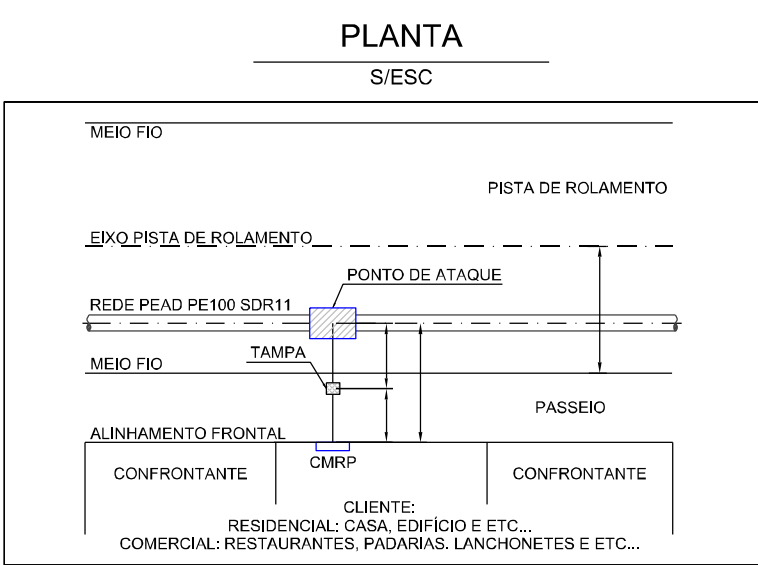 PLANTA
S/ESC
MEIO FIO
PISTA DE ROLAMENTO
EIXO PISTA DE ROLAMENTO
PONTO DE ATAQUE
REDE PEAD PE100 SDR11
TAMPA
MEIO FIO
PASSEIO
ALINHAMENTO FRONTAL
CONFRONTANTE
CMRP
CONFRONTANTE
CLIENTE:
RESIDENCIAL: CASA, EDIFÍCIO E ETC...
COMERCIAL: RESTAURANTES, PADARIAS. LANCHONETES E ETC...